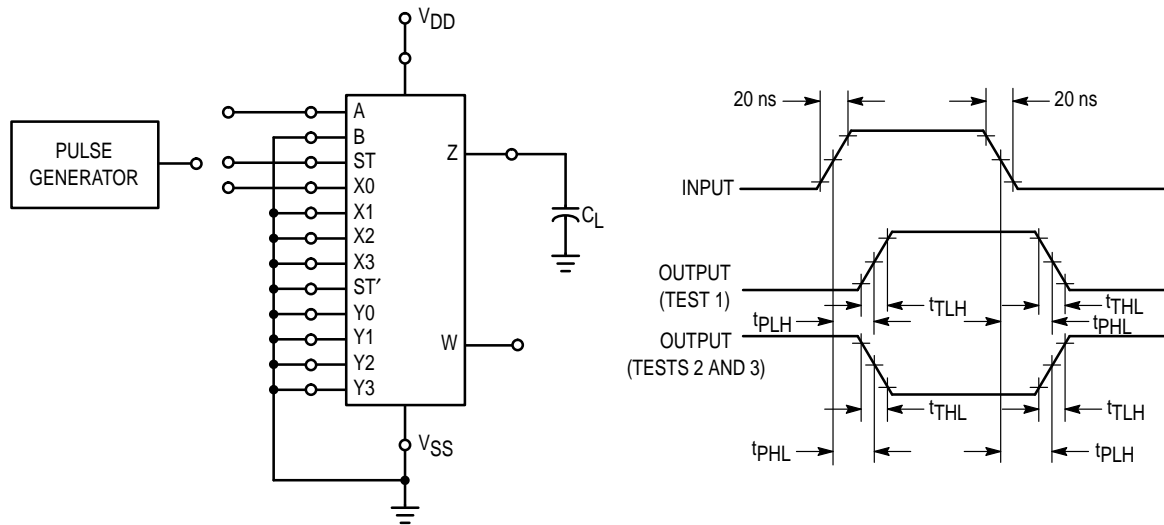 VDD
PULSE
GENERATOR
A
B
ST
X0
X1
X2
X3
ST′
Y0
Y1
Y2
Y3
Z
W
CL
VSS
20 ns
20 ns
INPUT
OUTPUT
(TEST 1)
tTLH
tTHL
tPLH
tPHL
OUTPUT
(TESTS 2 AND 3)
tTHL
tTLH
tPHL
tPLH